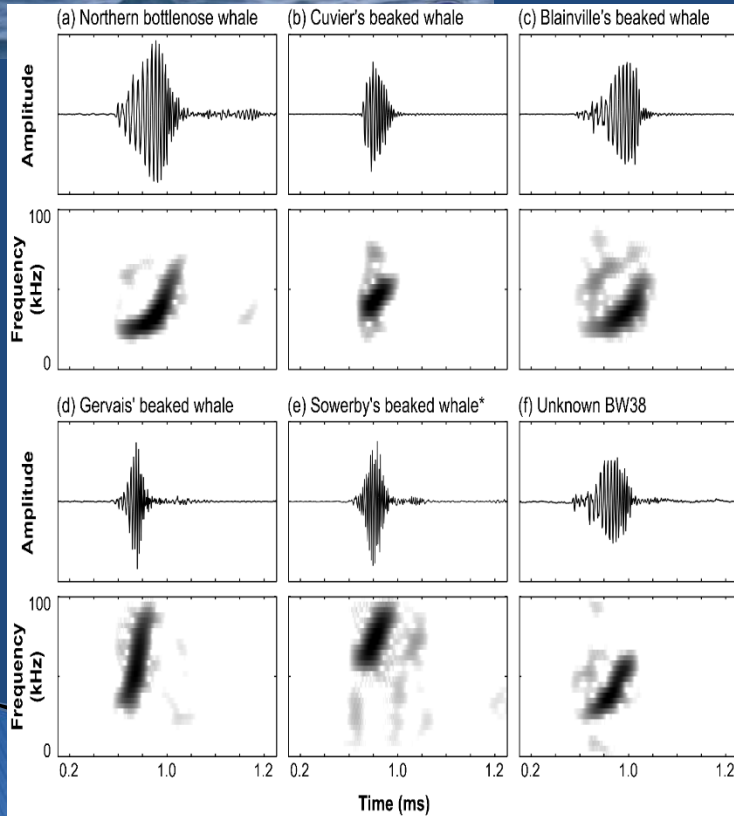 (a) Northern bottlenose whale (b) Cuvier's beaked whale (c) Blainville's beaked whale
Amplitude
100
Frequency
(kHz)
0
(d) Gervais' beaked whale (e) Sowerby's beaked whale* (f) Unknown BW38
Amplitude
100
Frequency
(kHz)
0
0.2 1.0 1.2 0.2 1.0 1.2 0.2 1.0 1.2
Time (ms)